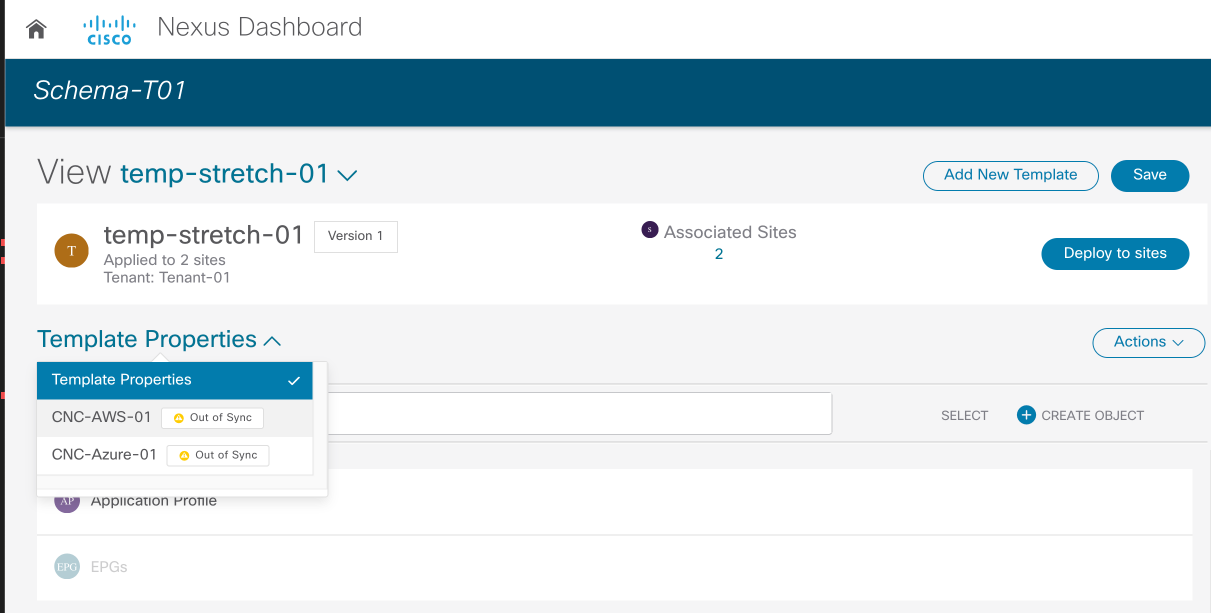 cisco Nexus Dashboard
Schema-T01
View temp-stretch-01
Add New Template Save
T temp-stretch-01 Version 1
Applied to 2 sites
Tenant: Tenant-01
S Associated Sites
2
Deploy to sites
Template Properties
Actions
Template Properties
CNC-AWS-01 Out of Sync
SELECT + CREATE OBJECT
CNC-Azure-01 Out of Sync
AP Application Profile
EPG EPGs